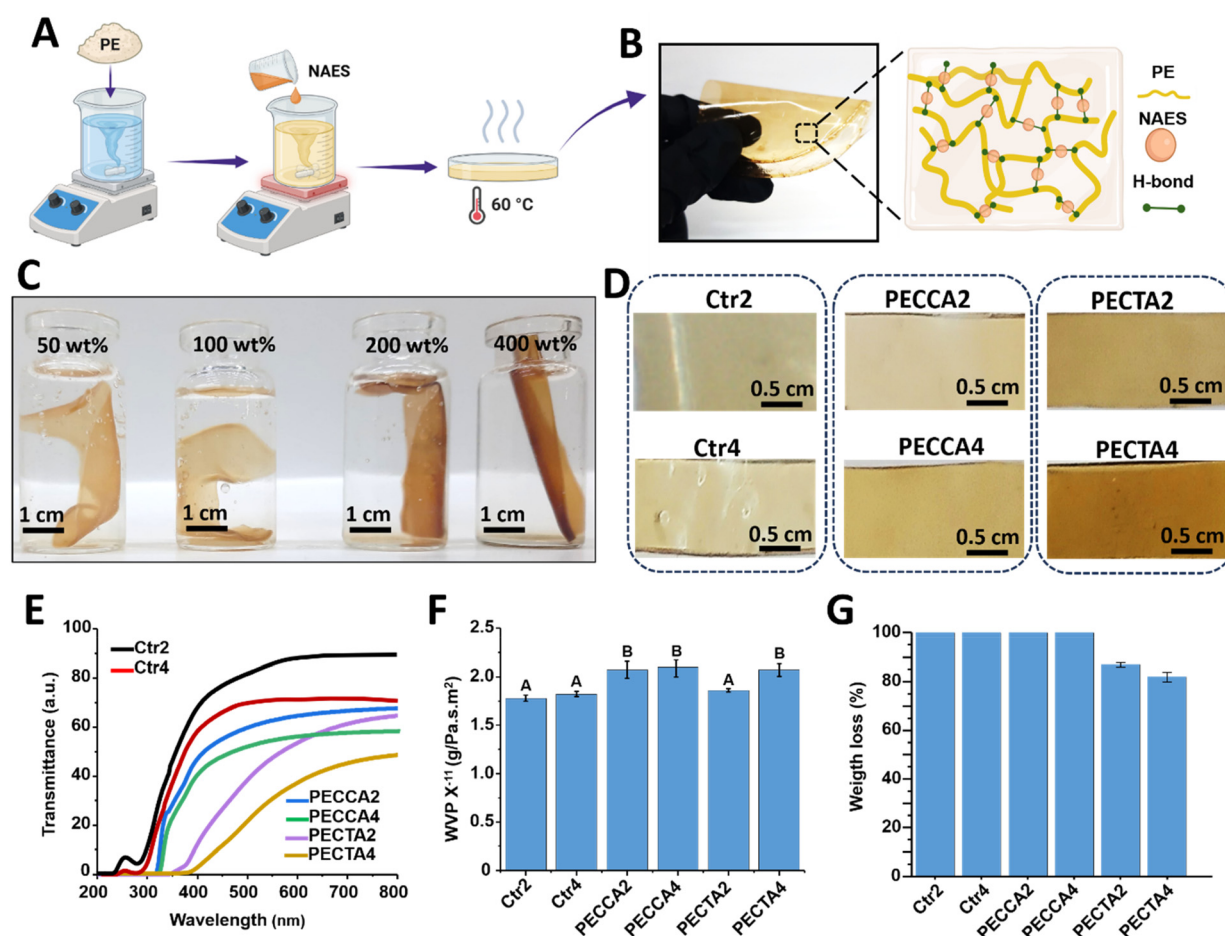 A
PE
NAES
60 °C
B
PE
NAES
H-bond
C
50 wt%
100 wt%
200 wt%
400 wt%
1 cm
1 cm
1 cm
1 cm
D
Ctr2
PECCA2
PECTA2
0.5 cm
0.5 cm
0.5 cm
Ctr4
PECCA4
PECTA4
0.5 cm
0.5 cm
0.5 cm
E
Transmittance (a.u.)
100
80
60
40
20
0
Ctr2
Ctr4
PECCA2
PECCA4
PECTA2
PECTA4
200 300 400 500 600 700 800
Wavelength (nm)
F
WVP X⁻¹¹ (g/Pa.s.m²)
2.5
2
1.5
1
0.5
0
A A B B A B
Ctr2 Ctr4 PECCA2 PECCA4 PECTA2 PECTA4
G
Weigth loss (%)
100
80
60
40
20
0
Ctr2 Ctr4 PECCA2 PECCA4 PECTA2 PECTA4